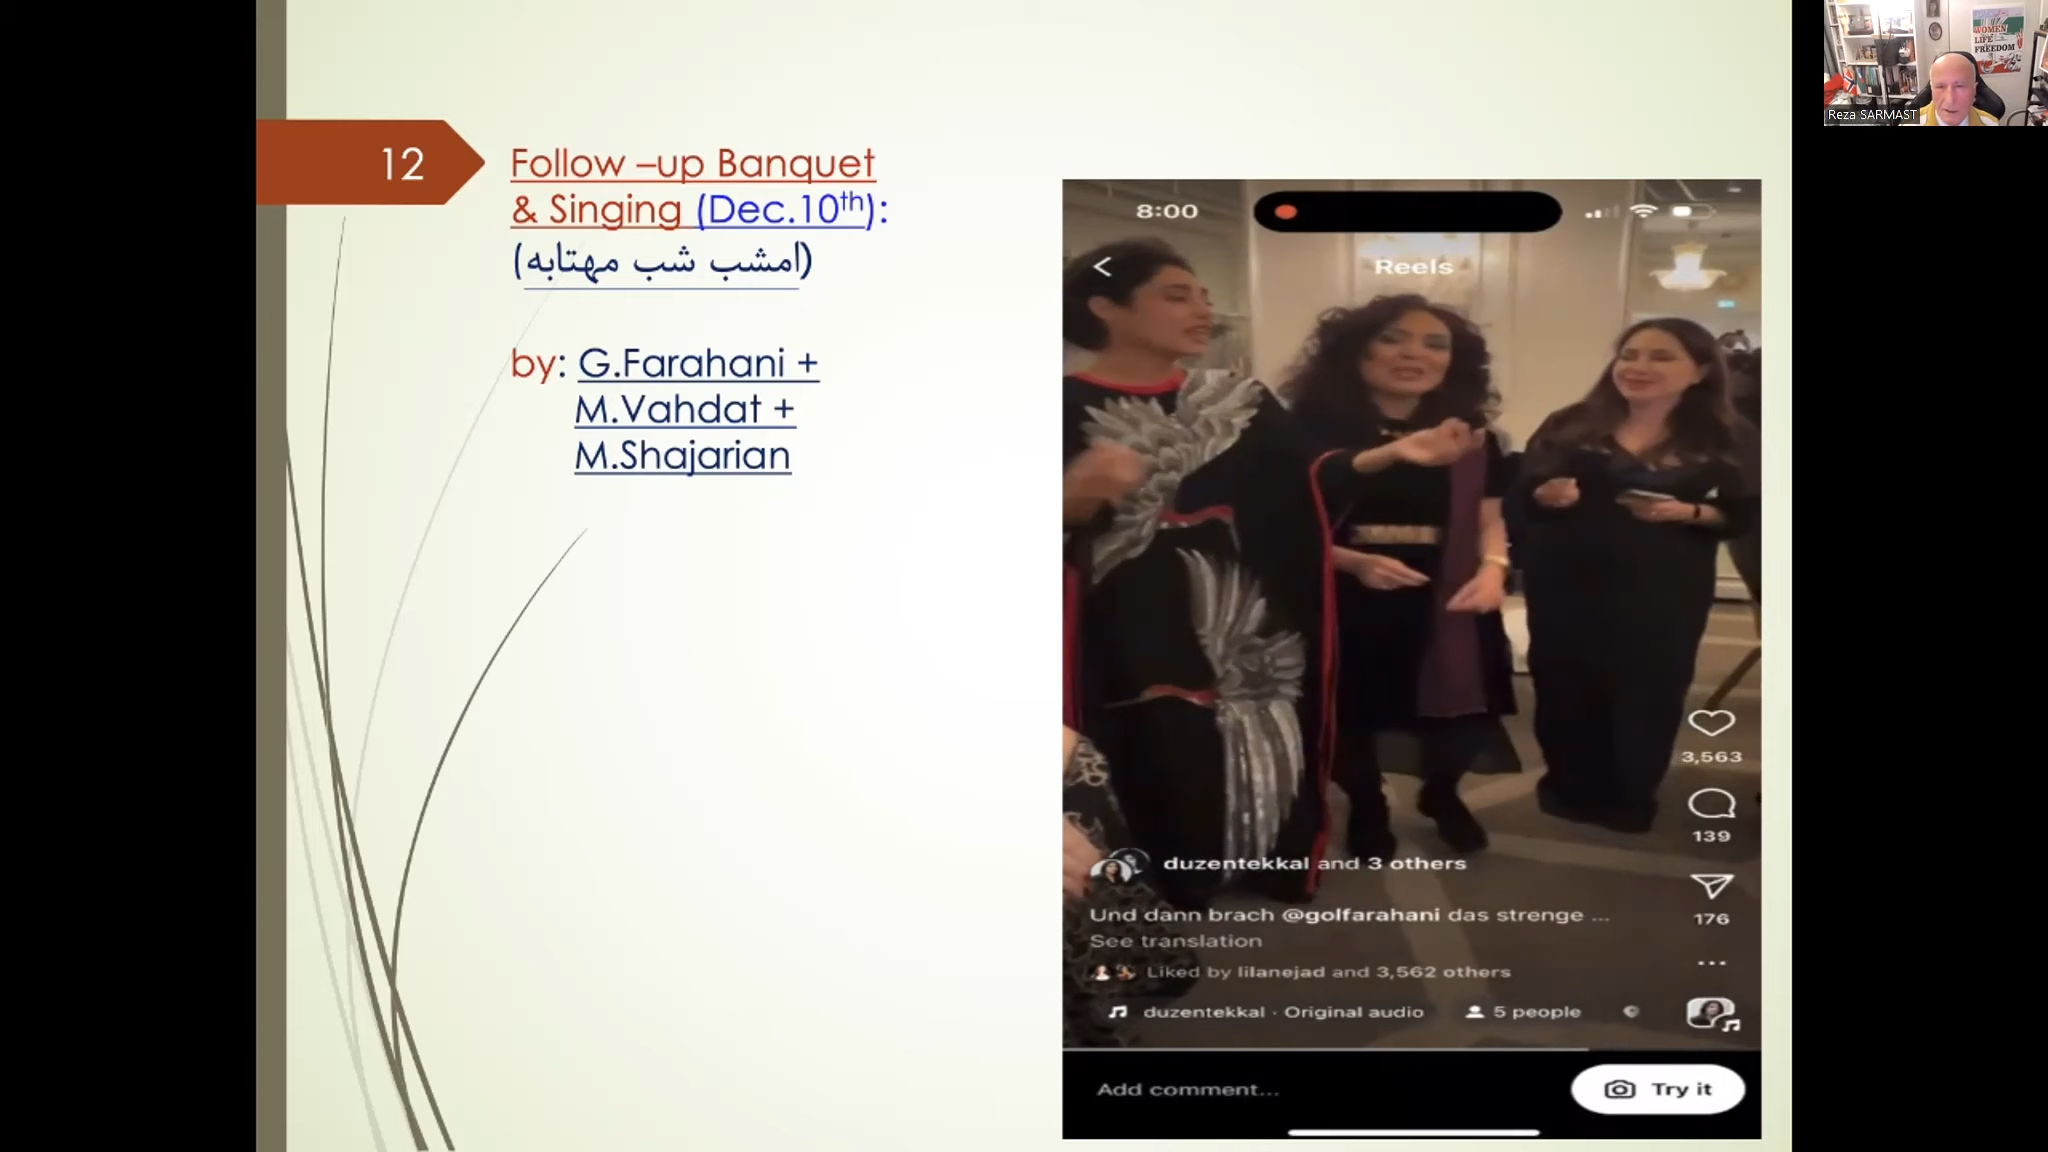 12
Follow –up Banquet
& Singing (Dec.10th):
(امشب شب مهتابه)
by: G.Farahani +
M.Vahdat +
M.Shajarian
8:00
Reels
3,563
139
176
duzentekkal and 3 others
Und dann brach @golfarahani das strenge ...
See translation
Liked by lilanejad and 3,562 others
duzentekkal · Original audio
5 people
Add comment...
Try it
WOMEN
LIFE
FREEDOM
Reza SARMAST